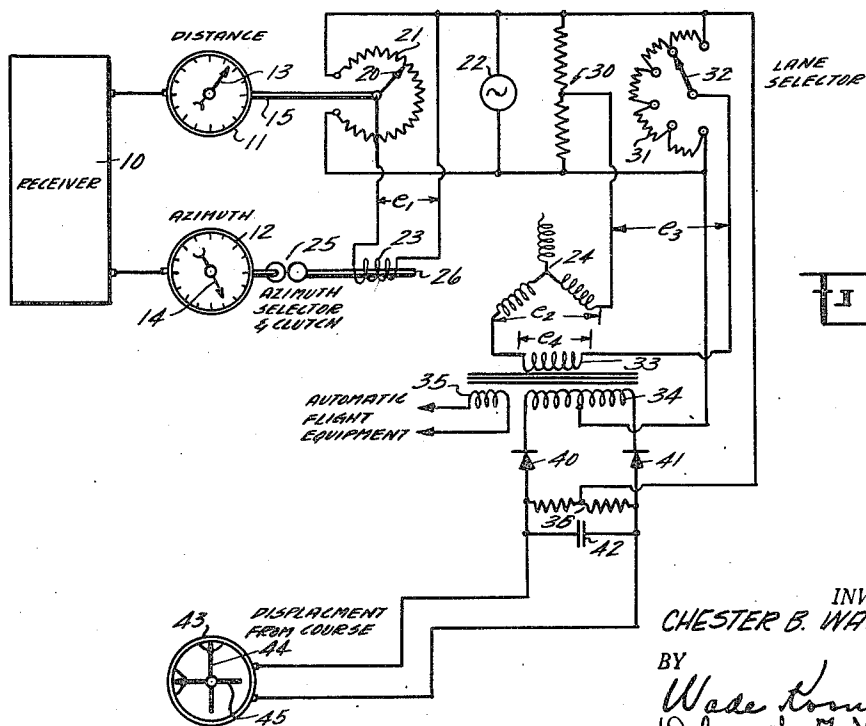 DISTANCE
21
20
13
15
11
22
30
32
31
LANE
SELECTOR
10
RECEIVER
e1
AZIMUTH
12
25
23
26
14
AZIMUTH
SELECTOR
& CLUTCH
24
e3
e2
e4
33
35
34
AUTOMATIC
FLIGHT
EQUIPMENT
40
41
36
42
DISPLACMENT
FROM COURSE
43
44
45
INV
CHESTER B. WA
BY
Wade